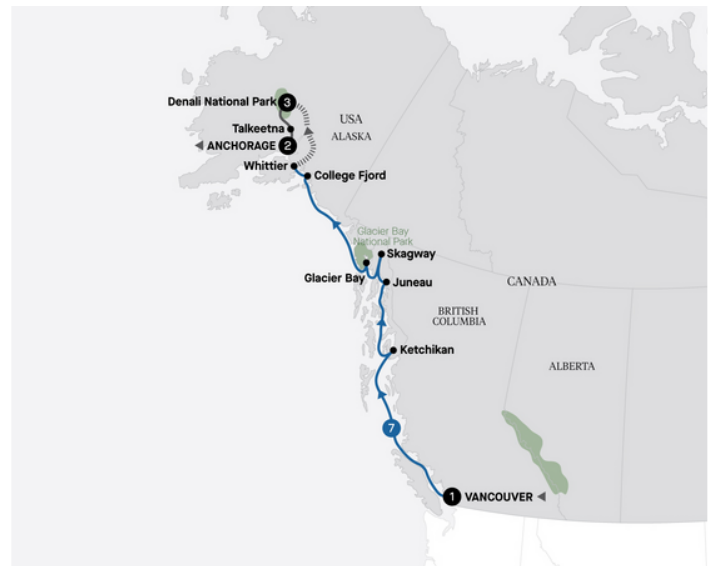 Denali National Park 3
USA
Talkeetna
ALASKA
ANCHORAGE 2
Whittier
College Fjord
Glacier Bay
National Park
Skagway
Glacier Bay
Juneau
CANADA
BRITISH
COLUMBIA
Ketchikan
ALBERTA
7
1 VANCOUVER